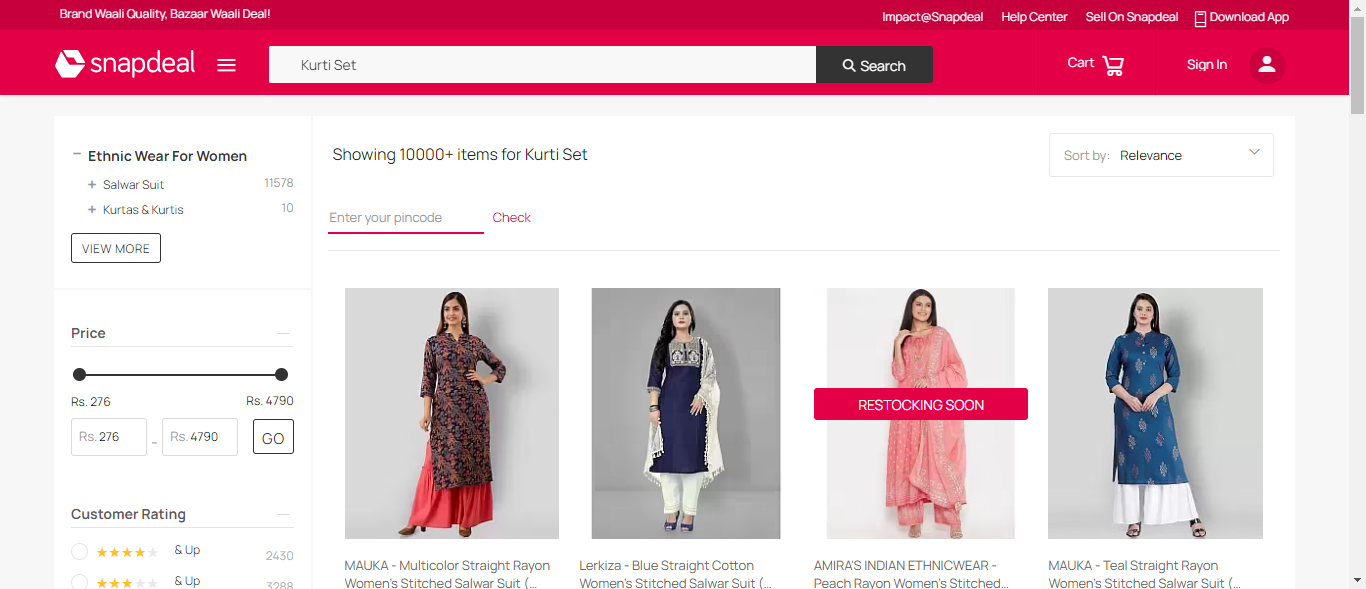 Brand Waali Quality, Bazaar Waali Deal!
Impact@Snapdeal Help Center Sell On Snapdeal Download App
snapdeal
Kurti Set
Search
Cart
Sign In
Ethnic Wear For Women
+ Salwar Suit 11578
+ Kurtas & Kurtis 10
VIEW MORE
Price
Rs. 276 Rs. 4790
Rs. 276 - Rs. 4790 GO
Customer Rating
& Up 2430
& Up 3288
Showing 10000+ items for Kurti Set
Sort by: Relevance
Enter your pincode Check
MAUKA - Multicolor Straight Rayon
Women's Stitched Salwar Suit (...
Lerkiza - Blue Straight Cotton
Women's Stitched Salwar Suit (...
RESTOCKING SOON
AMIRA'S INDIAN ETHNICWEAR -
Peach Rayon Women's Stitched...
MAUKA - Teal Straight Rayon
Women's Stitched Salwar Suit (...